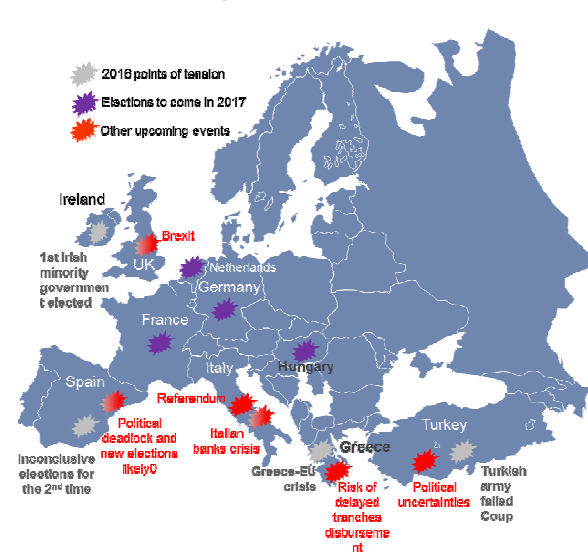 2016 points of tension
Elections to come in 2017
Other upcoming events
Ireland
Brexit
UK
1st Irish
minority
governmen
t elected
Netherlands
Germany
France
Italy
Hungary
Spain
Referendum
Political
deadlock and
new elections
likely0
Italian
banks crisis
Inconclusive
elections for
the 2nd time
Greece
Greece-EU
crisis
Risk of
delayed
tranches
disburseme
nt
Turkey
Political
uncertainties
Turkish
army
failed
Coup